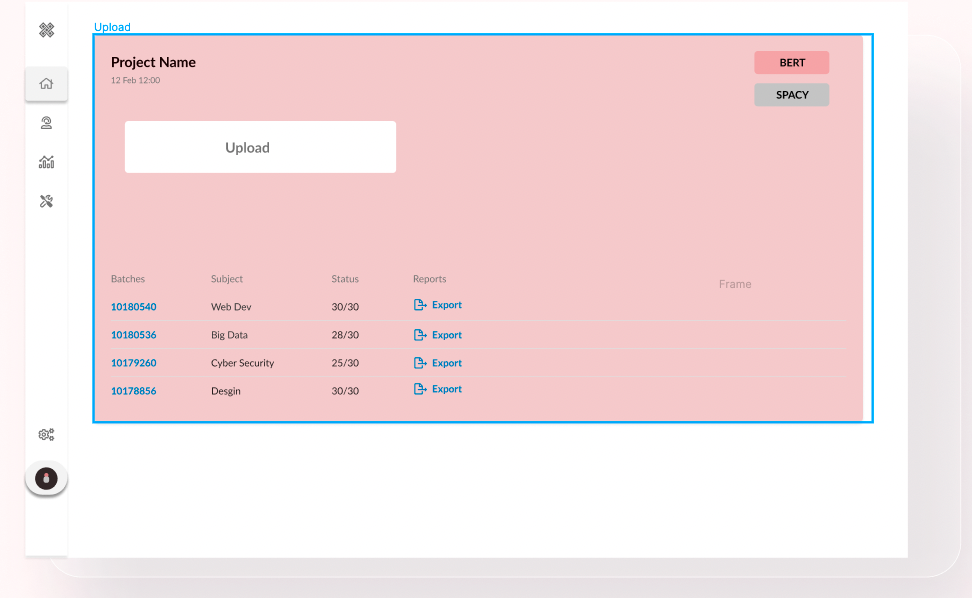 Upload
Project Name
12 Feb 12:00
BERT
SPACY
Upload
Batches Subject Status Reports
Frame
10180540 Web Dev 30/30 Export
10180536 Big Data 28/30 Export
10179260 Cyber Security 25/30 Export
10178856 Desgin 30/30 Export